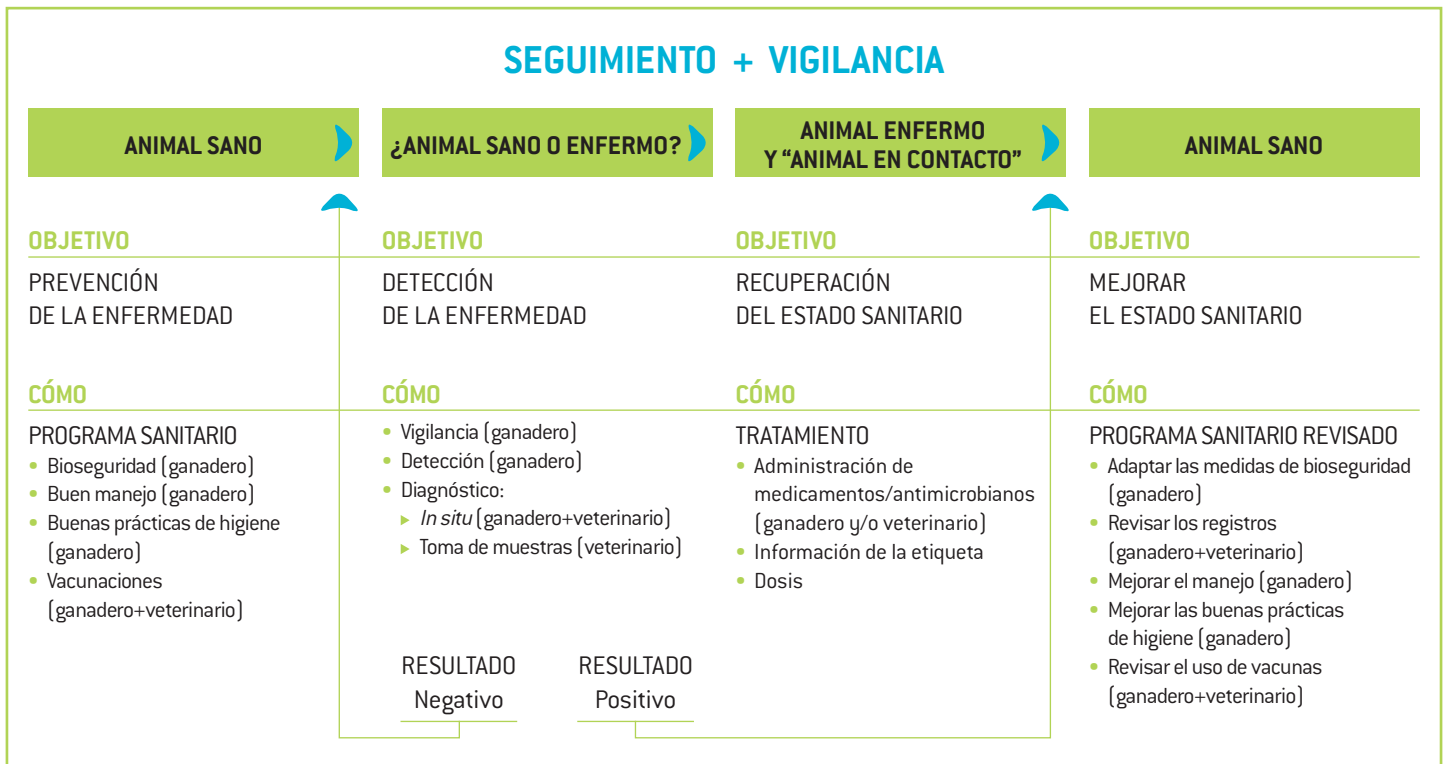 SEGUIMIENTO + VIGILANCIA
ANIMAL SANO
¿ANIMAL SANO O ENFERMO?
ANIMAL ENFERMO
Y “ANIMAL EN CONTACTO”
ANIMAL SANO
OBJETIVO
PREVENCIÓN
DE LA ENFERMEDAD
CÓMO
PROGRAMA SANITARIO
• Bioseguridad (ganadero)
• Buen manejo (ganadero)
• Buenas prácticas de higiene
(ganadero)
• Vacunaciones
(ganadero+veterinario)
OBJETIVO
DETECCIÓN
DE LA ENFERMEDAD
CÓMO
• Vigilancia (ganadero)
• Detección (ganadero)
• Diagnóstico:
▸ In situ (ganadero+veterinario)
▸ Toma de muestras (veterinario)
RESULTADO
Negativo
RESULTADO
Positivo
OBJETIVO
RECUPERACIÓN
DEL ESTADO SANITARIO
CÓMO
TRATAMIENTO
• Administración de
medicamentos/antimicrobianos
(ganadero y/o veterinario)
• Información de la etiqueta
• Dosis
OBJETIVO
MEJORAR
EL ESTADO SANITARIO
CÓMO
PROGRAMA SANITARIO REVISADO
• Adaptar las medidas de bioseguridad
(ganadero)
• Revisar los registros
(ganadero+veterinario)
• Mejorar el manejo (ganadero)
• Mejorar las buenas prácticas
de higiene (ganadero)
• Revisar el uso de vacunas
(ganadero+veterinario)